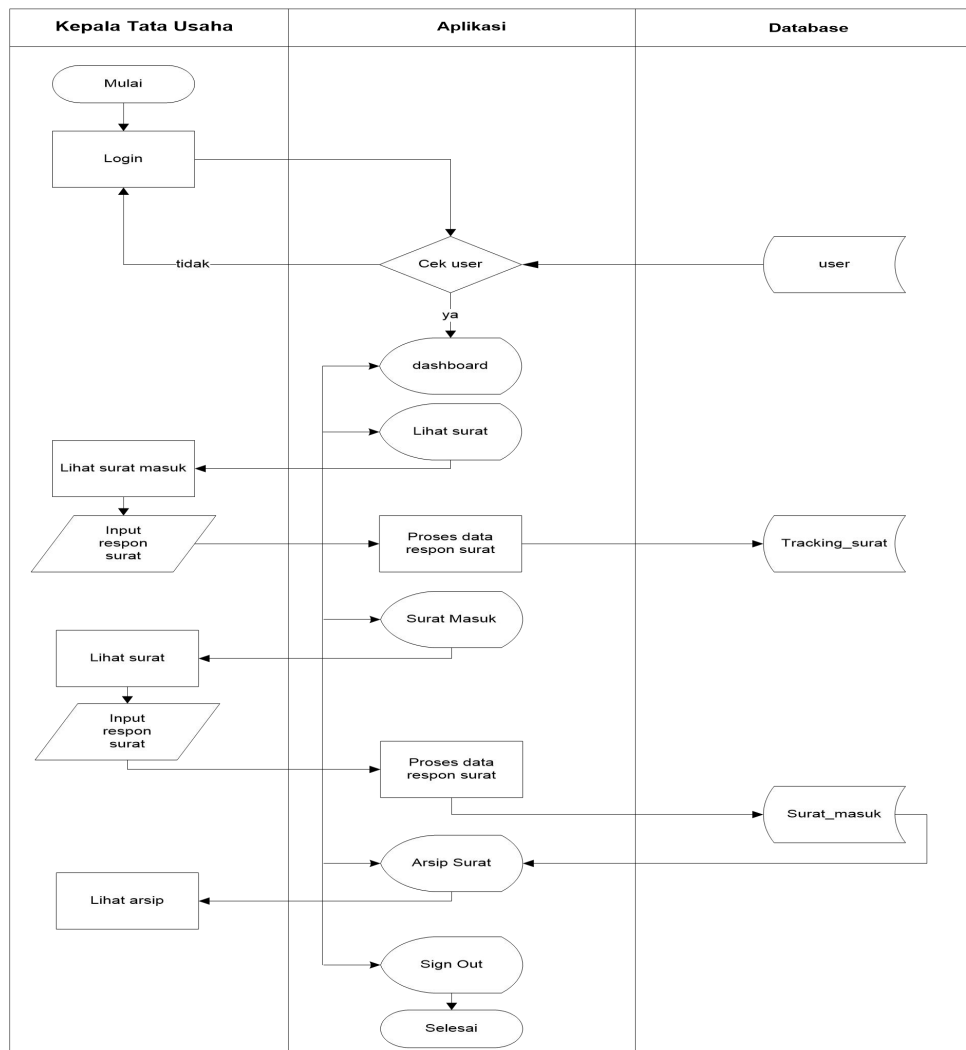 Kepala Tata Usaha
Aplikasi
Database
Mulai
Login
tidak
Cek user
user
ya
dashboard
Lihat surat
Lihat surat masuk
Input
respon
surat
Proses data
respon surat
Tracking_surat
Surat Masuk
Lihat surat
Input
respon
surat
Proses data
respon surat
Surat_masuk
Arsip Surat
Lihat arsip
Sign Out
Selesai